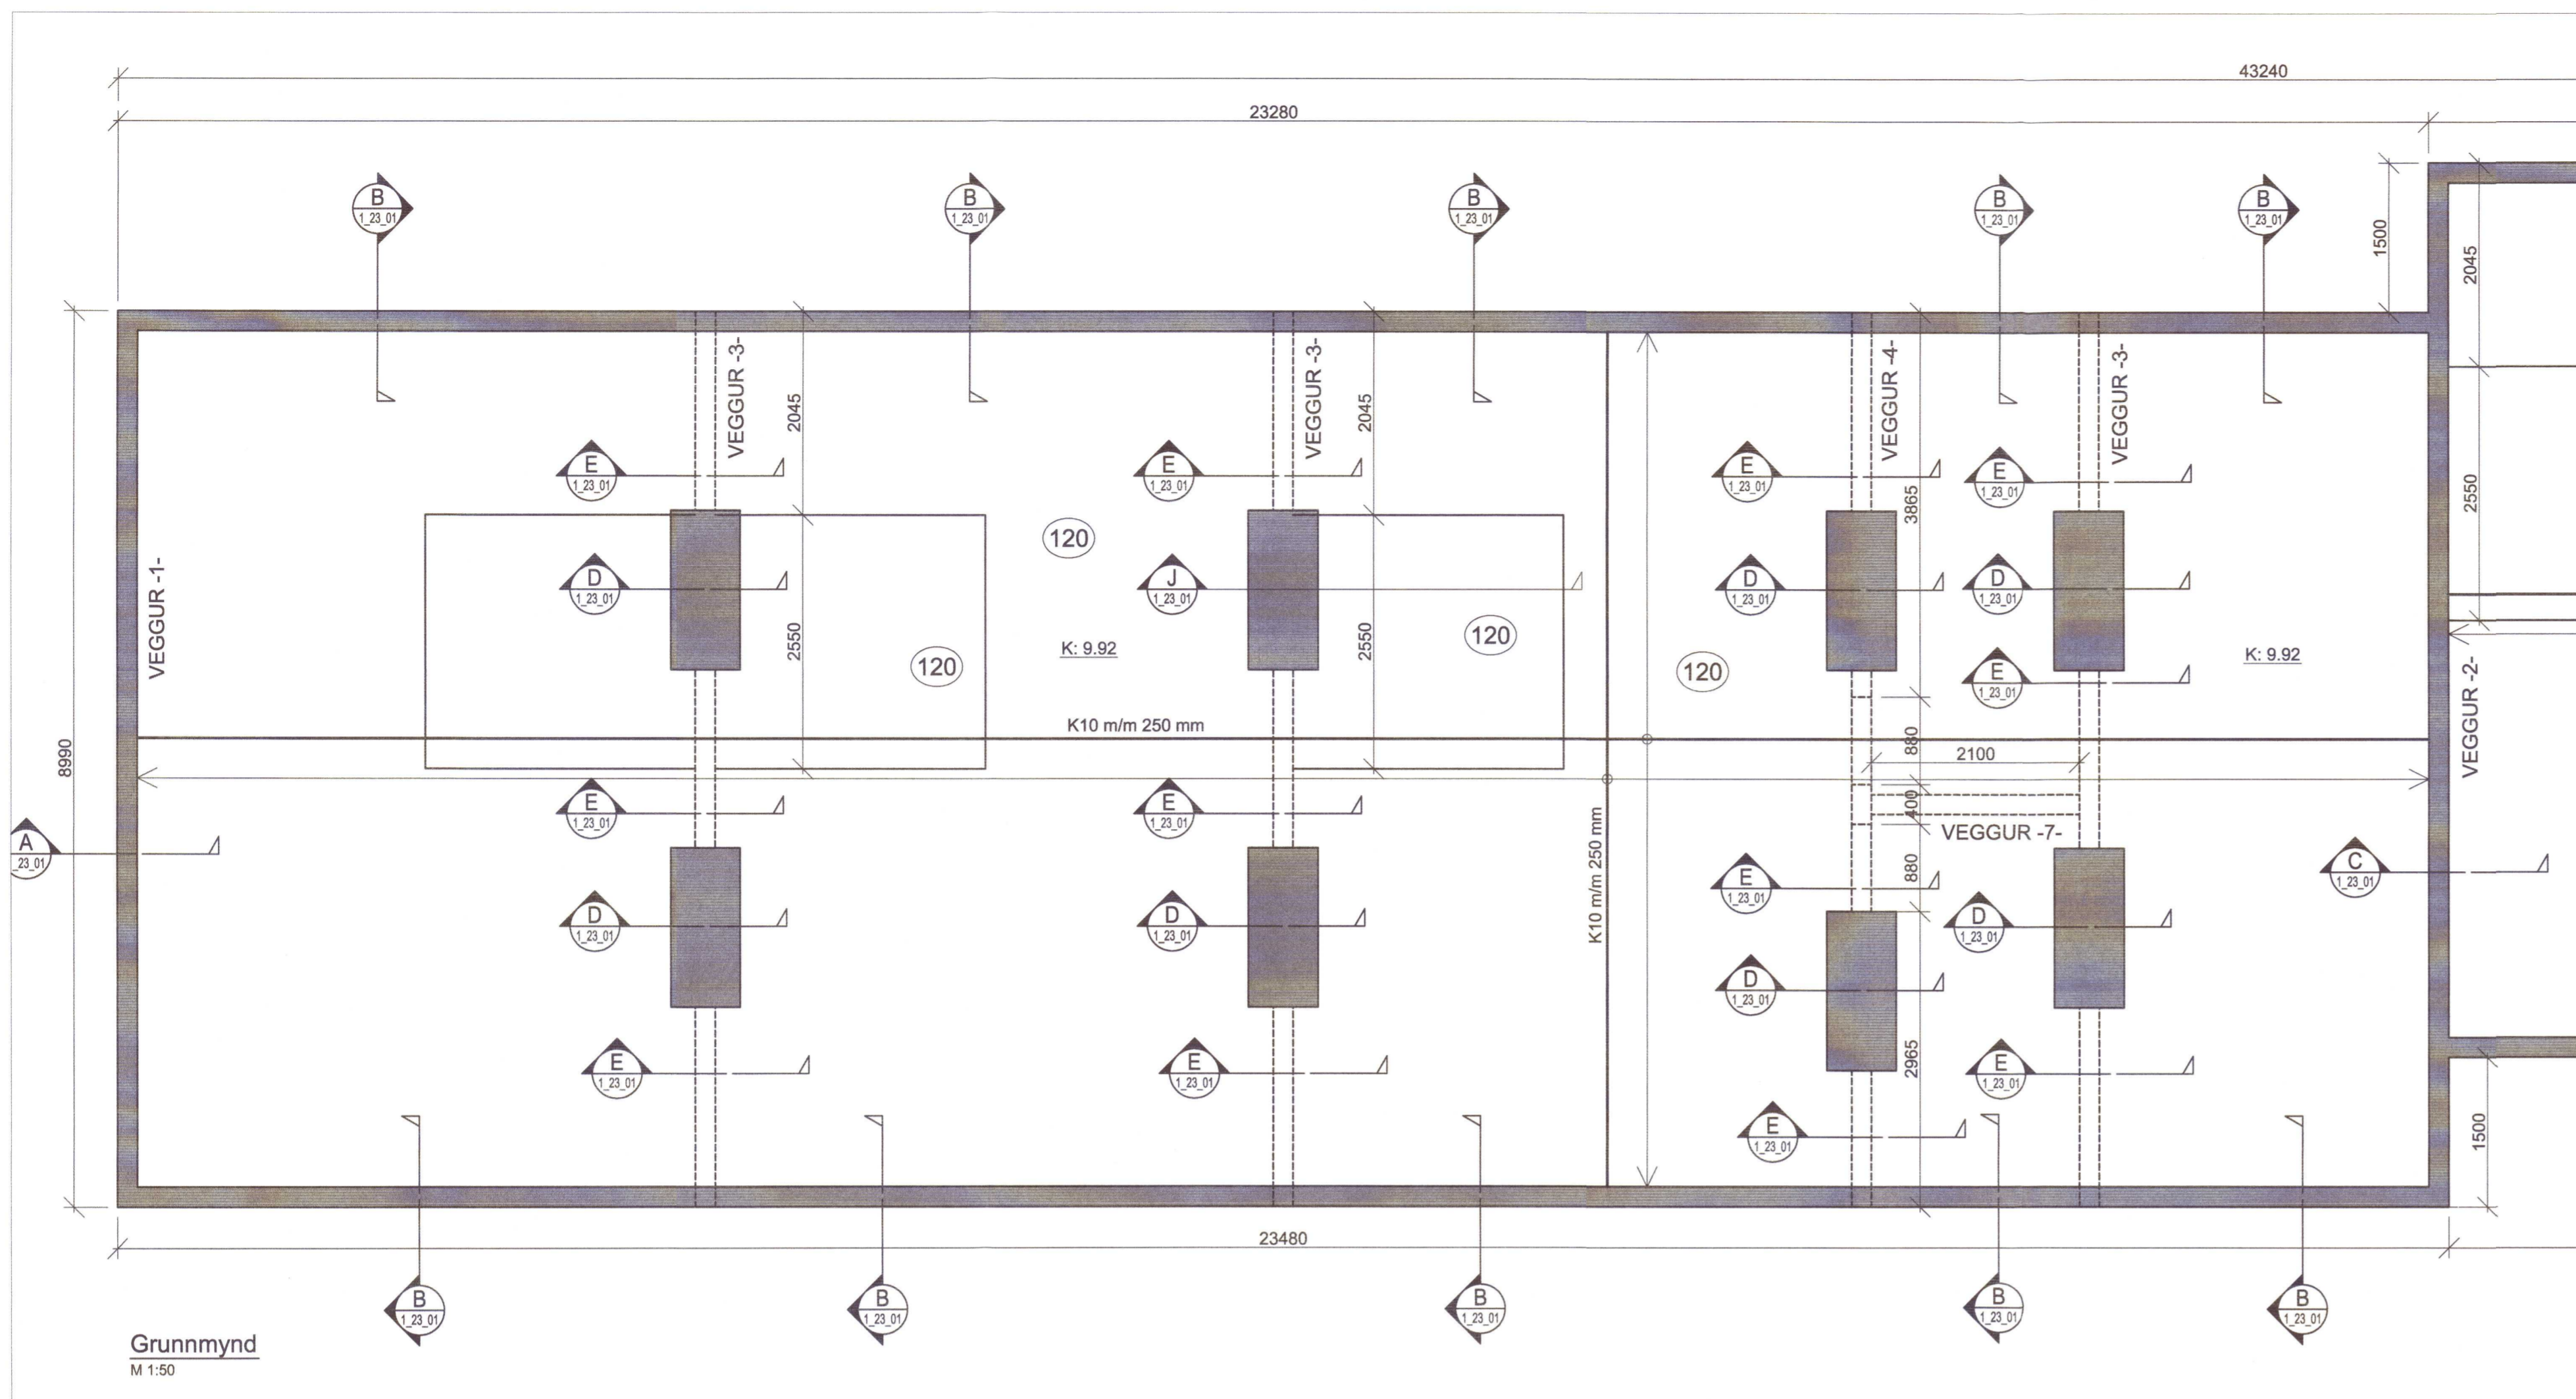 43240
23280
B
1_23_01
B
1_23_01
B
1_23_01
B
1_23_01
B
1_23_01
1500
2045
VEGGUR -3-
2045
VEGGUR -3-
2045
VEGGUR -4-
VEGGUR -3-
E
1_23_01
E
1_23_01
E
1_23_01
E
1_23_01
3865
2550
120
D
1_23_01
J
1_23_01
D
1_23_01
D
1_23_01
VEGGUR -1-
2550
120
K: 9.92
2550
120
120
E
1_23_01
K: 9.92
VEGGUR -2-
K10 m/m 250 mm
8990
880
2100
400
E
1_23_01
E
1_23_01
VEGGUR -7-
A
_23_01
K10 m/m 250 mm
880
E
1_23_01
C
1_23_01
D
1_23_01
D
1_23_01
D
1_23_01
D
1_23_01
2965
E
1_23_01
E
1_23_01
E
1_23_01
E
1_23_01
1500
23480
B
1_23_01
B
1_23_01
B
1_23_01
B
1_23_01
B
1_23_01
Grunnmynd
M 1:50